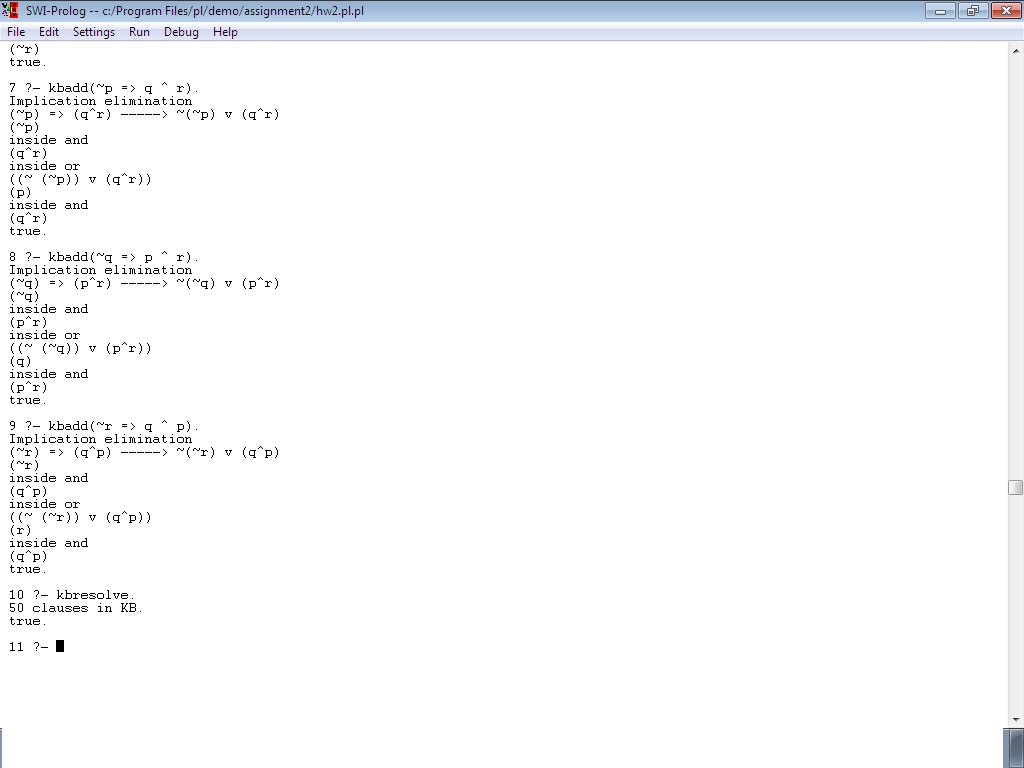 SWI-Prolog -- c:/Program Files/pl/demo/assignment2/hw2.pl.pl
File Edit Settings Run Debug Help
(~r)
true.
7 ?- kbadd(~p => q ^ r).
Implication elimination
(~p) => (q^r) -----> ~(~p) v (q^r)
(~p)
inside and
(q^r)
inside or
((~ (~p)) v (q^r))
(p)
inside and
(q^r)
true.
8 ?- kbadd(~q => p ^ r).
Implication elimination
(~q) => (p^r) -----> ~(~q) v (p^r)
(~q)
inside and
(p^r)
inside or
((~ (~q)) v (p^r))
(q)
inside and
(p^r)
true.
9 ?- kbadd(~r => q ^ p).
Implication elimination
(~r) => (q^p) -----> ~(~r) v (q^p)
(~r)
inside and
(q^p)
inside or
((~ (~r)) v (q^p))
(r)
inside and
(q^p)
true.
10 ?- kbresolve.
50 clauses in KB.
true.
11 ?-